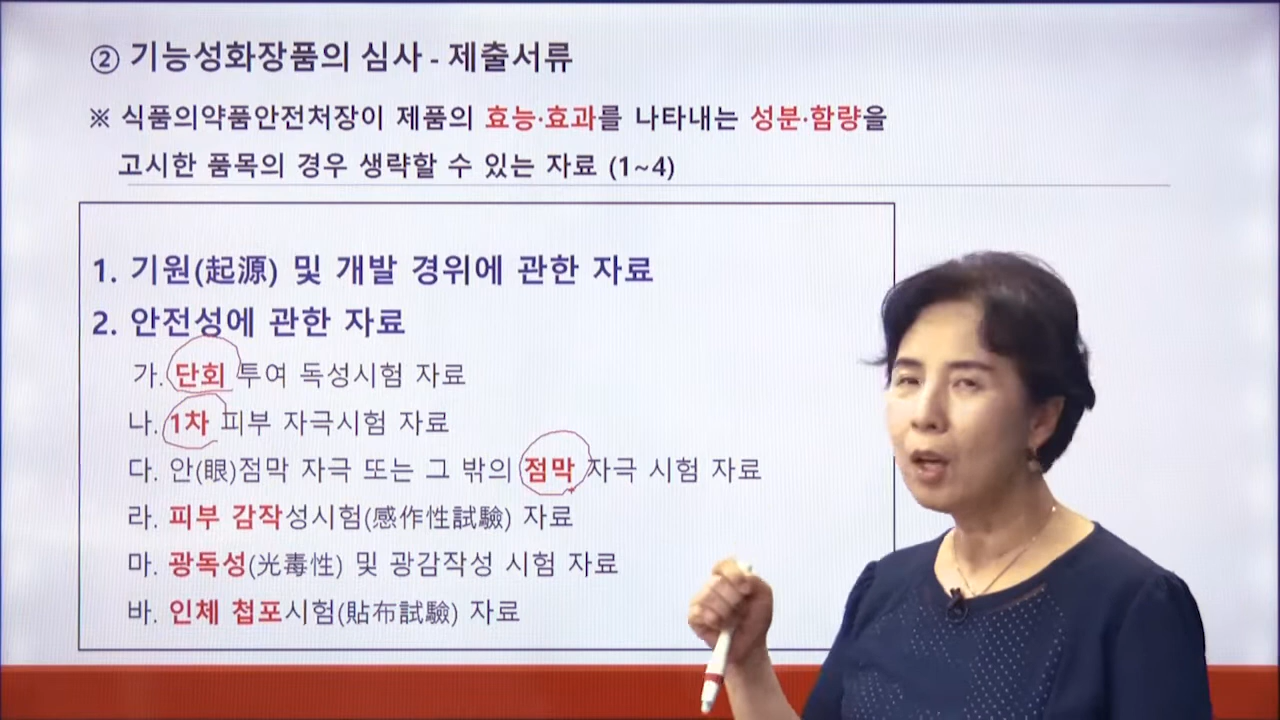 ② 기능성화장품의 심사 - 제출서류
※ 식품의약품안전처장이 제품의 효능·효과를 나타내는 성분·함량을
고시한 품목의 경우 생략할 수 있는 자료 (1~4)
1. 기원(起源) 및 개발 경위에 관한 자료
2. 안전성에 관한 자료
가. 단회 투여 독성시험 자료
나. 1차 피부 자극시험 자료
다. 안(眼)점막 자극 또는 그 밖의 점막 자극 시험 자료
라. 피부 감작성시험(感作性試驗) 자료
마. 광독성(光毒性) 및 광감작성 시험 자료
바. 인체 첩포시험(貼布試驗) 자료